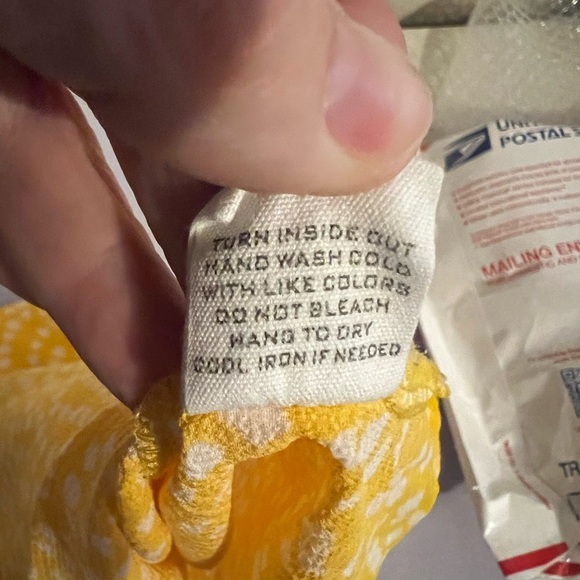 TURN INSIDE OUT
HAND WASH COLD
WITH LIKE COLORS
DO NOT BLEACH
HANG TO DRY
COOL IRON IF NEEDED
POSTAL
MAILING